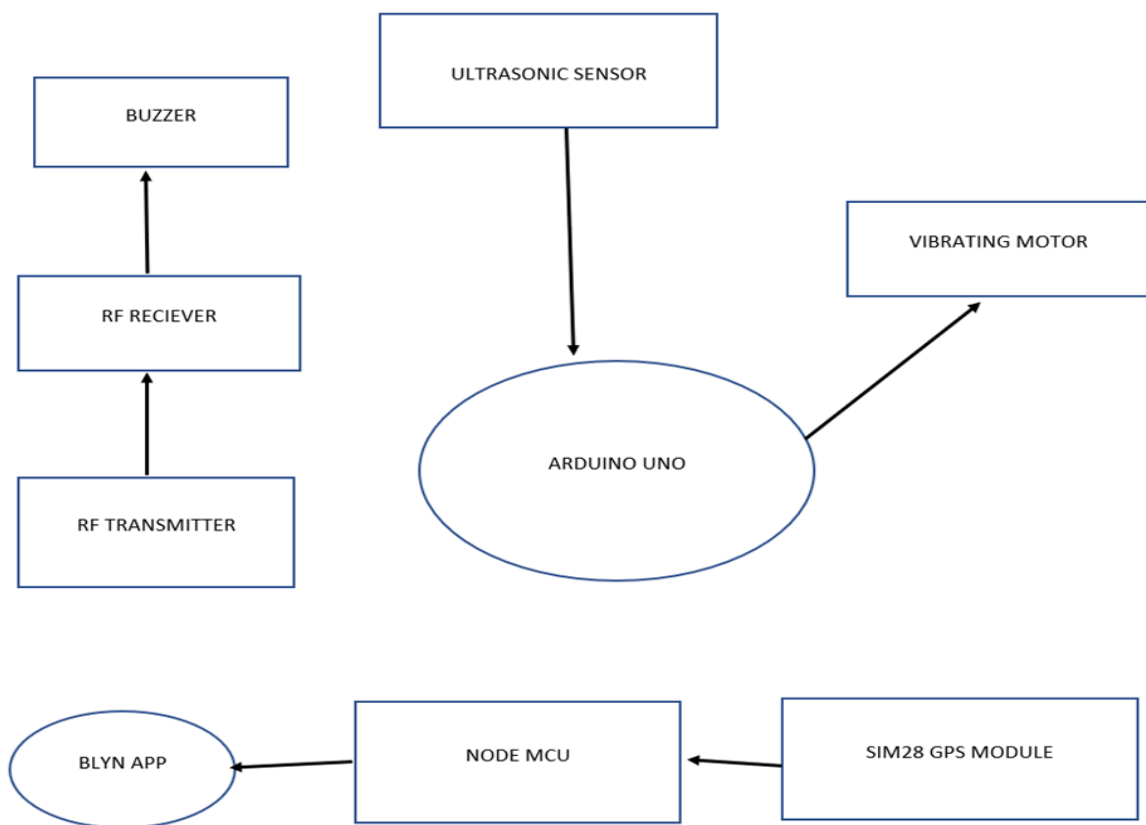 ULTRASONIC SENSOR
BUZZER
VIBRATING MOTOR
RF RECIEVER
ARDUINO UNO
RF TRANSMITTER
BLYN APP
NODE MCU
SIM28 GPS MODULE